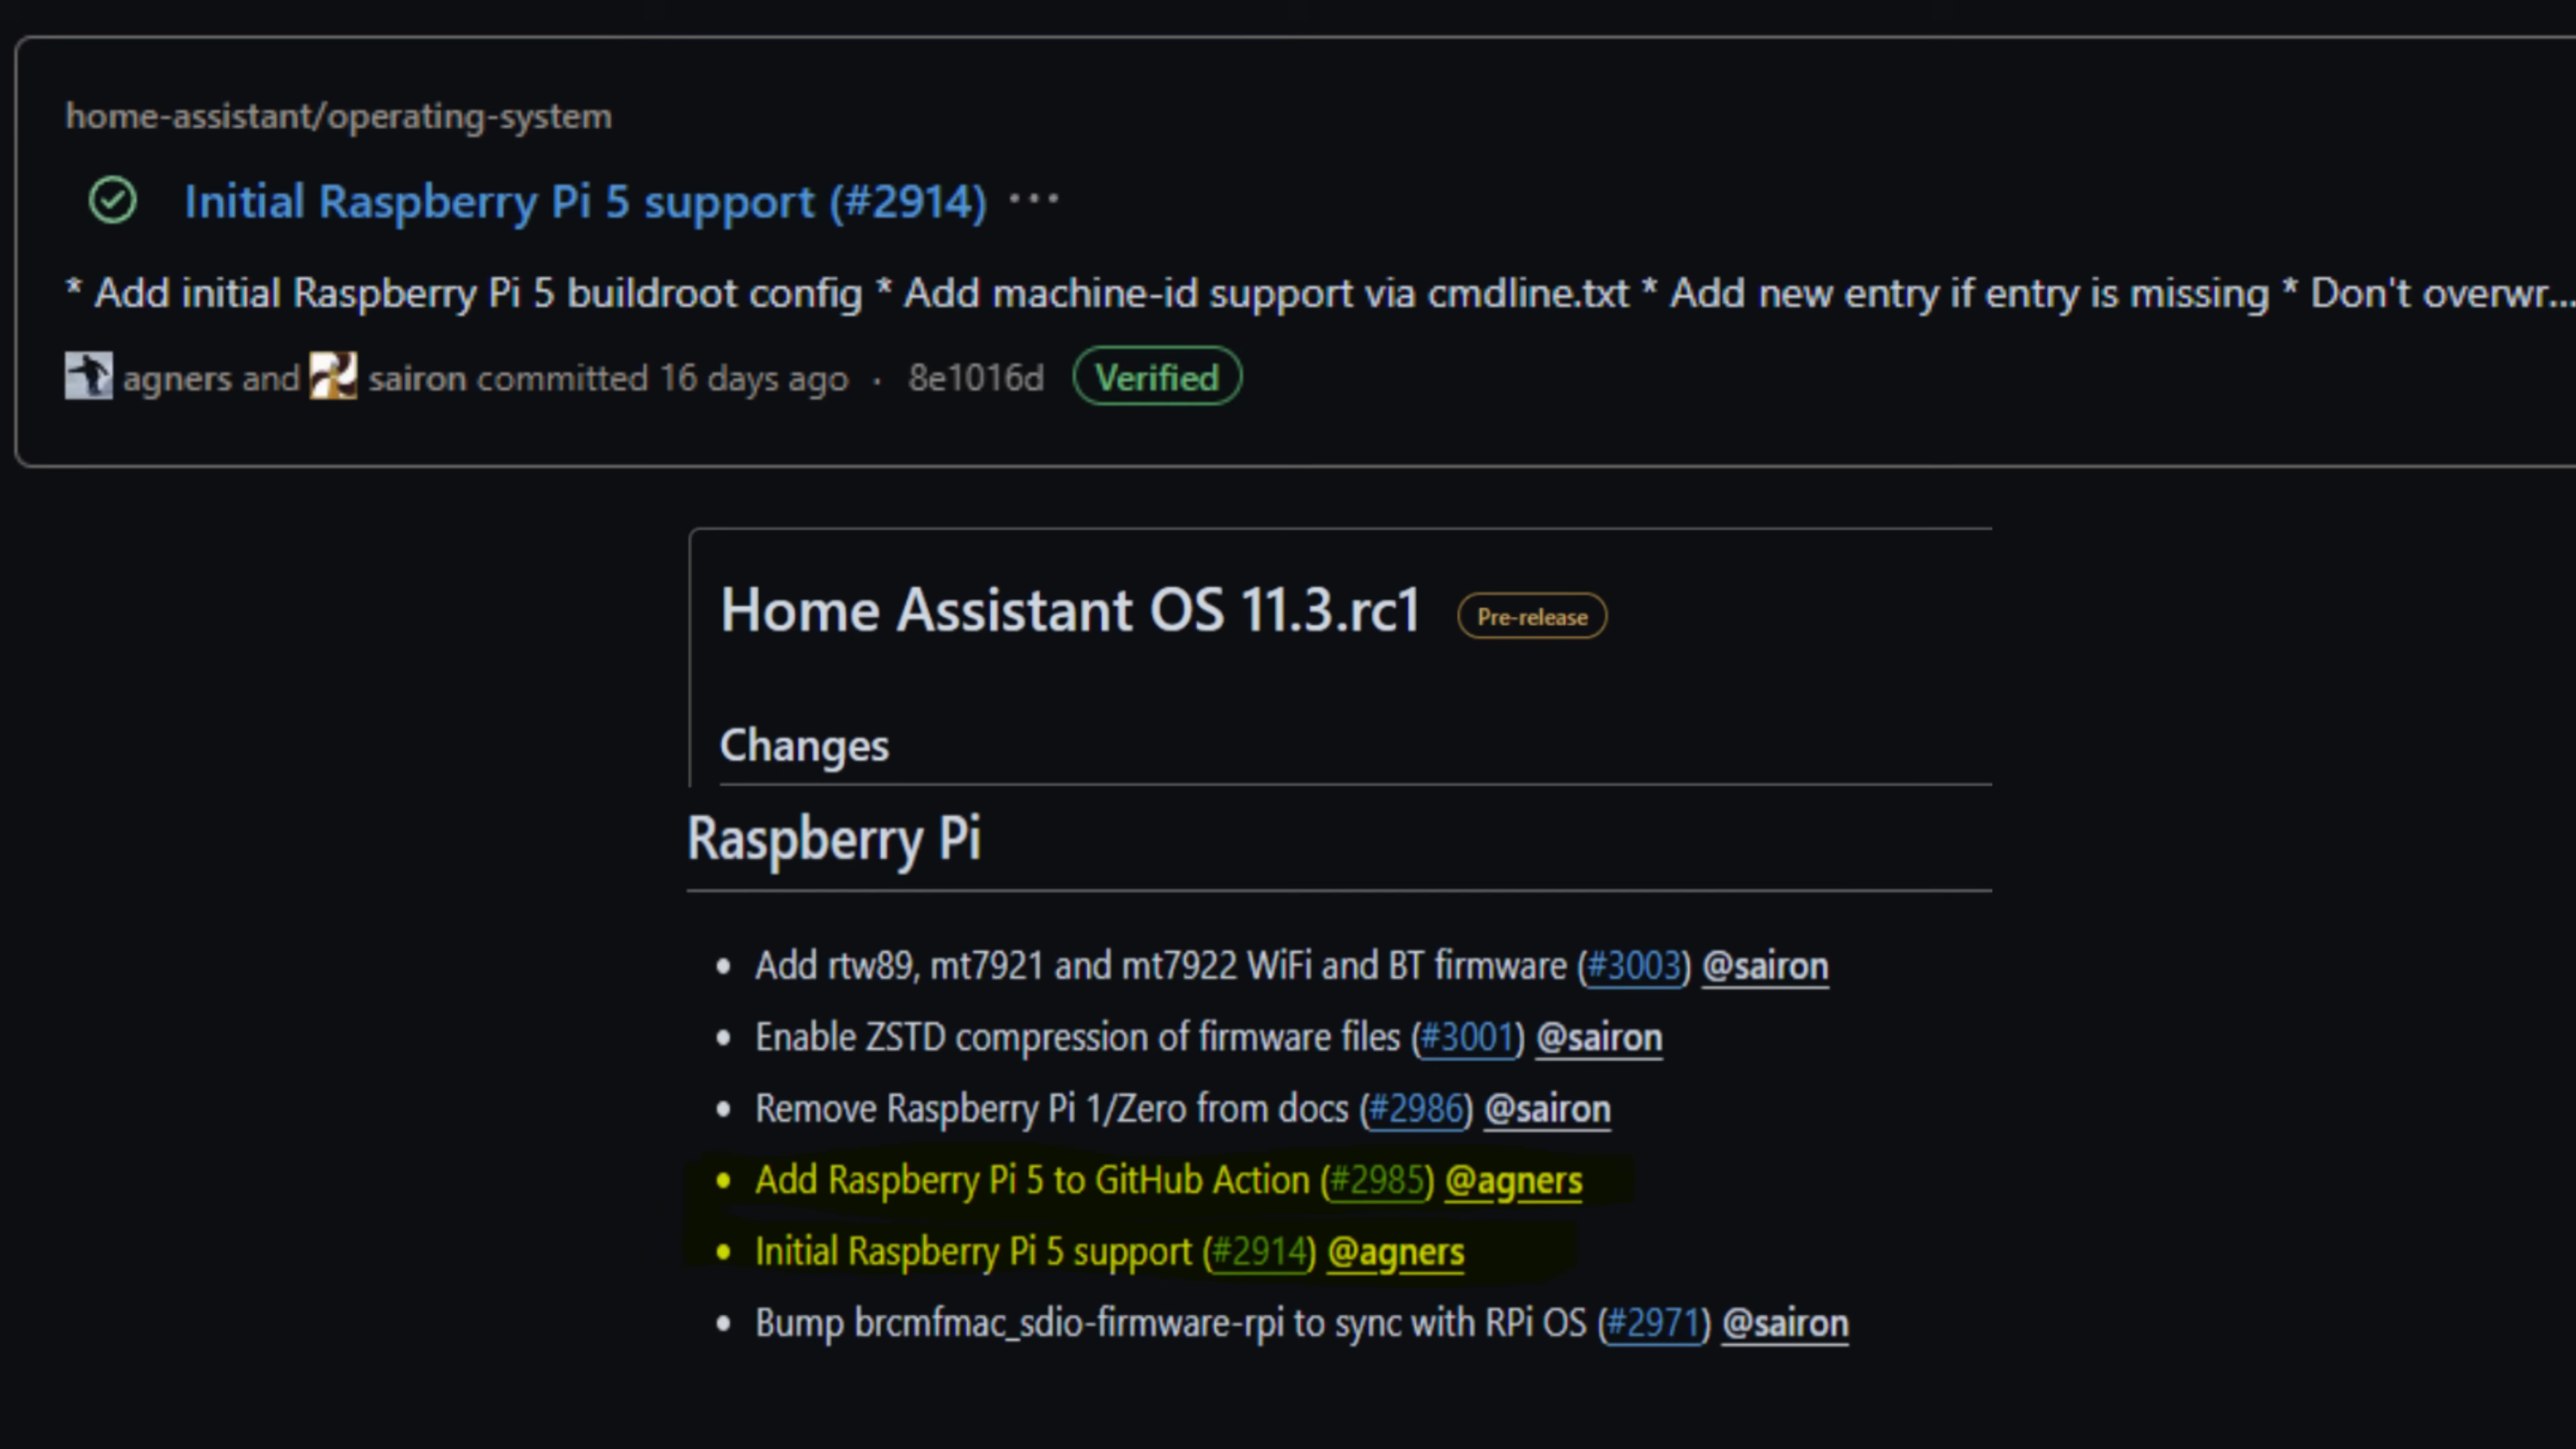 home-assistant/operating-system
Initial Raspberry Pi 5 support (#2914) ...
* Add initial Raspberry Pi 5 buildroot config * Add machine-id support via cmdline.txt * Add new entry if entry is missing * Don't overwr...
agners and sairon committed 16 days ago · 8e1016d Verified
Home Assistant OS 11.3.rc1 Pre-release
Changes
Raspberry Pi
• Add rtw89, mt7921 and mt7922 WiFi and BT firmware (#3003) @sairon
• Enable ZSTD compression of firmware files (#3001) @sairon
• Remove Raspberry Pi 1/Zero from docs (#2986) @sairon
• Add Raspberry Pi 5 to GitHub Action (#2985) @agners
• Initial Raspberry Pi 5 support (#2914) @agners
• Bump brcmfmac_sdio-firmware-rpi to sync with RPi OS (#2971) @sairon